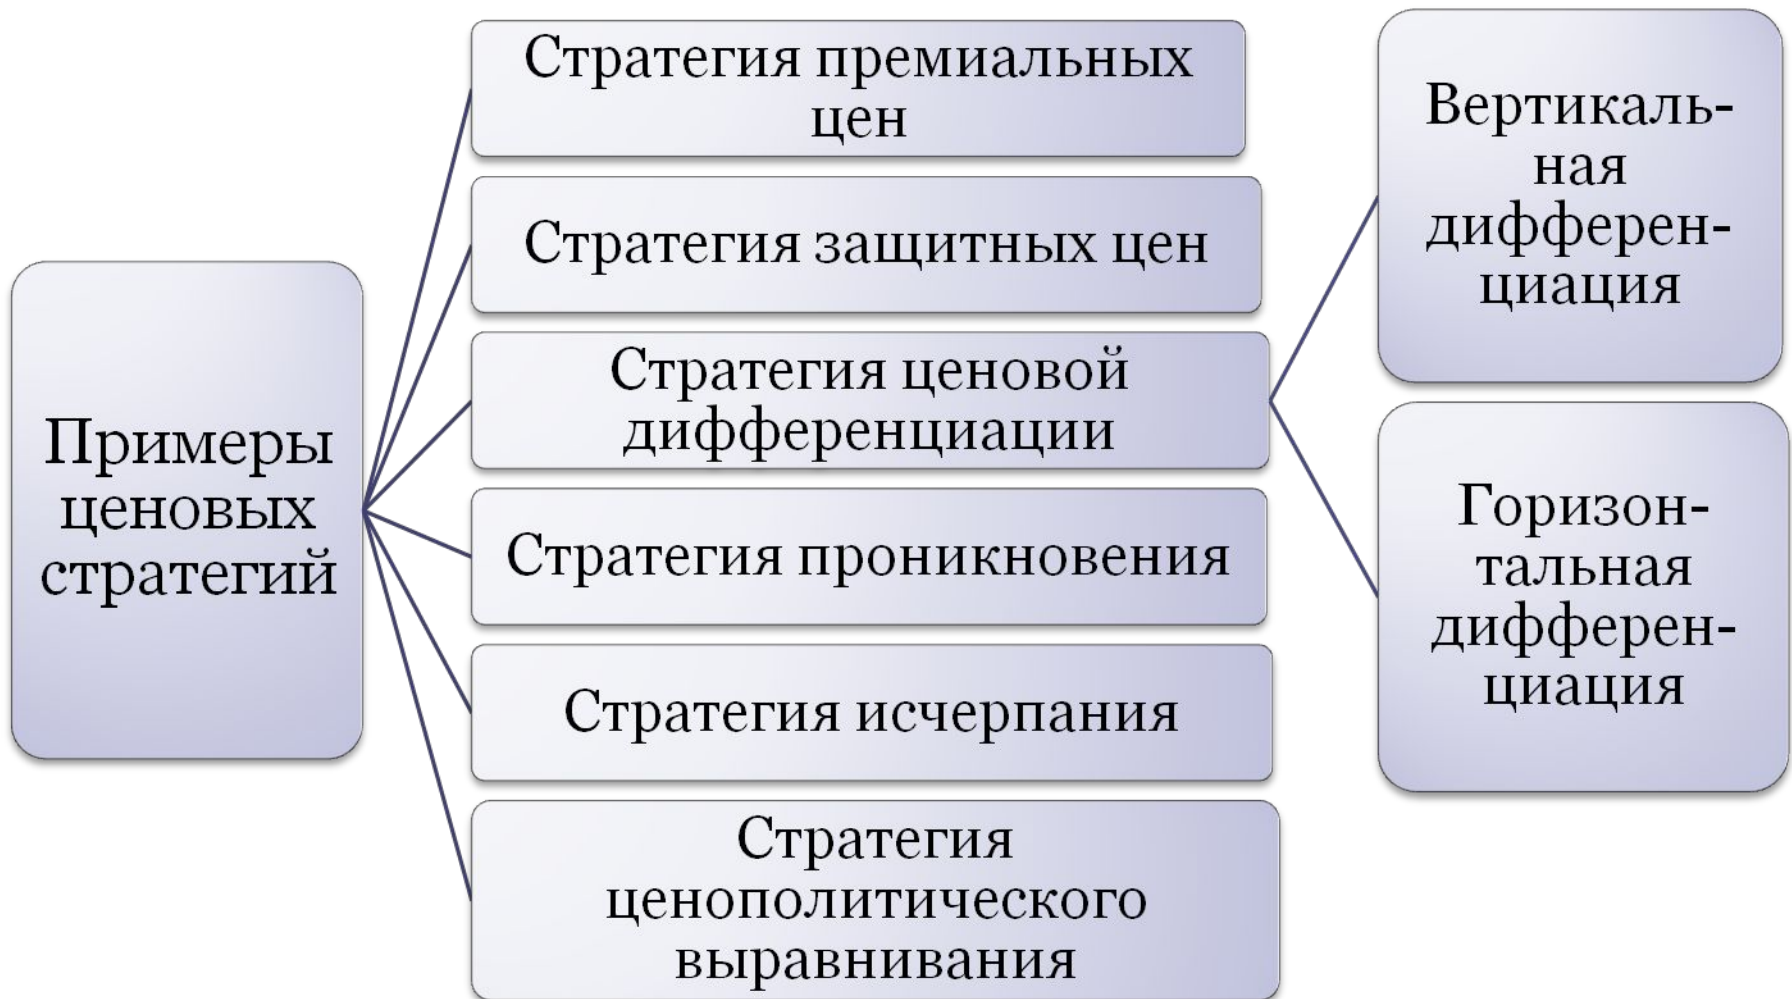 Примеры
ценовых
стратегий
Стратегия премиальных
цен
Стратегия защитных цен
Стратегия ценовой
дифференциации
Стратегия проникновения
Стратегия исчерпания
Стратегия
ценополитического
выравнивания
Вертикаль-
ная
дифферен-
циация
Горизон-
тальная
дифферен-
циация